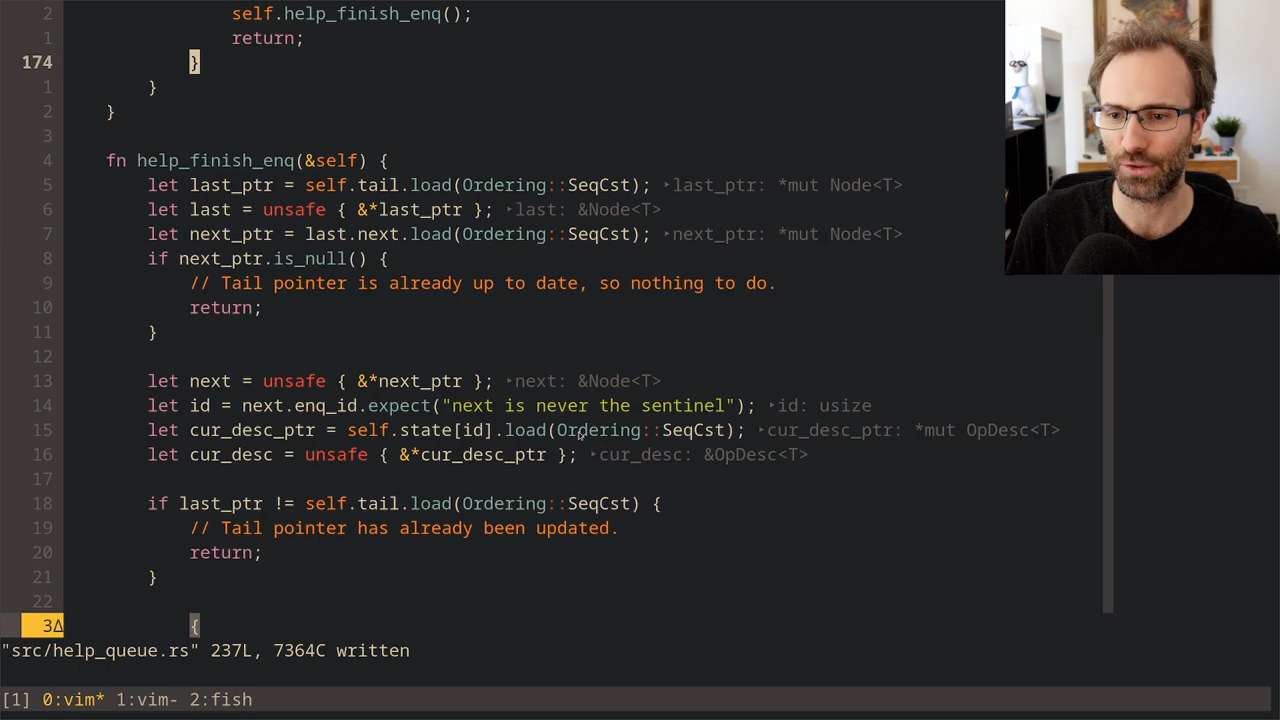 2 self.help_finish_enq();
1 return;
174 }
1 }
2 }
3
4 fn help_finish_enq(&self) {
5 let last_ptr = self.tail.load(Ordering::SeqCst); ‣last_ptr: *mut Node<T>
6 let last = unsafe { &*last_ptr }; ‣last: &Node<T>
7 let next_ptr = last.next.load(Ordering::SeqCst); ‣next_ptr: *mut Node<T>
8 if next_ptr.is_null() {
9 // Tail pointer is already up to date, so nothing to do.
10 return;
11 }
12
13 let next = unsafe { &*next_ptr }; ‣next: &Node<T>
14 let id = next.enq_id.expect("next is never the sentinel"); ‣id: usize
15 let cur_desc_ptr = self.state[id].load(Ordering::SeqCst); ‣cur_desc_ptr: *mut OpDesc<T>
16 let cur_desc = unsafe { &*cur_desc_ptr }; ‣cur_desc: &OpDesc<T>
17
18 if last_ptr != self.tail.load(Ordering::SeqCst) {
19 // Tail pointer has already been updated.
20 return;
21 }
22
3Δ {
"src/help_queue.rs" 237L, 7364C written
[1] 0:vim* 1:vim- 2:fish